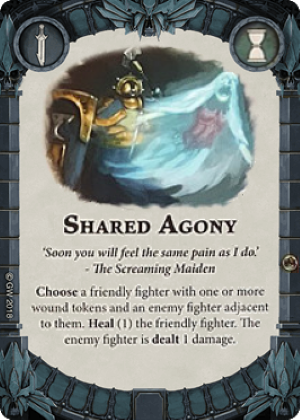 SHARED AGONY
'Soon you will feel the same pain as I do.'
- The Screaming Maiden
Choose a friendly fighter with one or more
wound tokens and an enemy fighter adjacent
to them. Heal (1) the friendly fighter. The
enemy fighter is dealt 1 damage.
© GW 2018